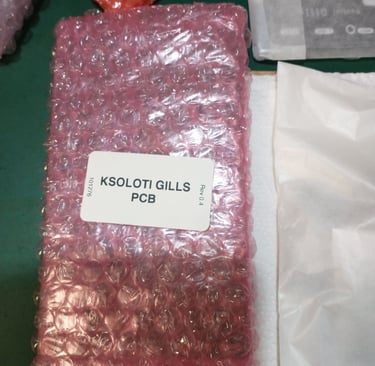 KSOLOTI GILLS
PCB
Rev 0.4